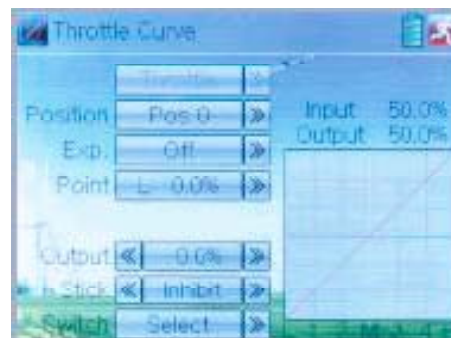 Throttle Curve
Throttle
Position Pos 0 Input 50.0%
Exp. Off Output 50.0%
Point L 0.0%
Output 0.0%
Stick Inhibit
Switch Select